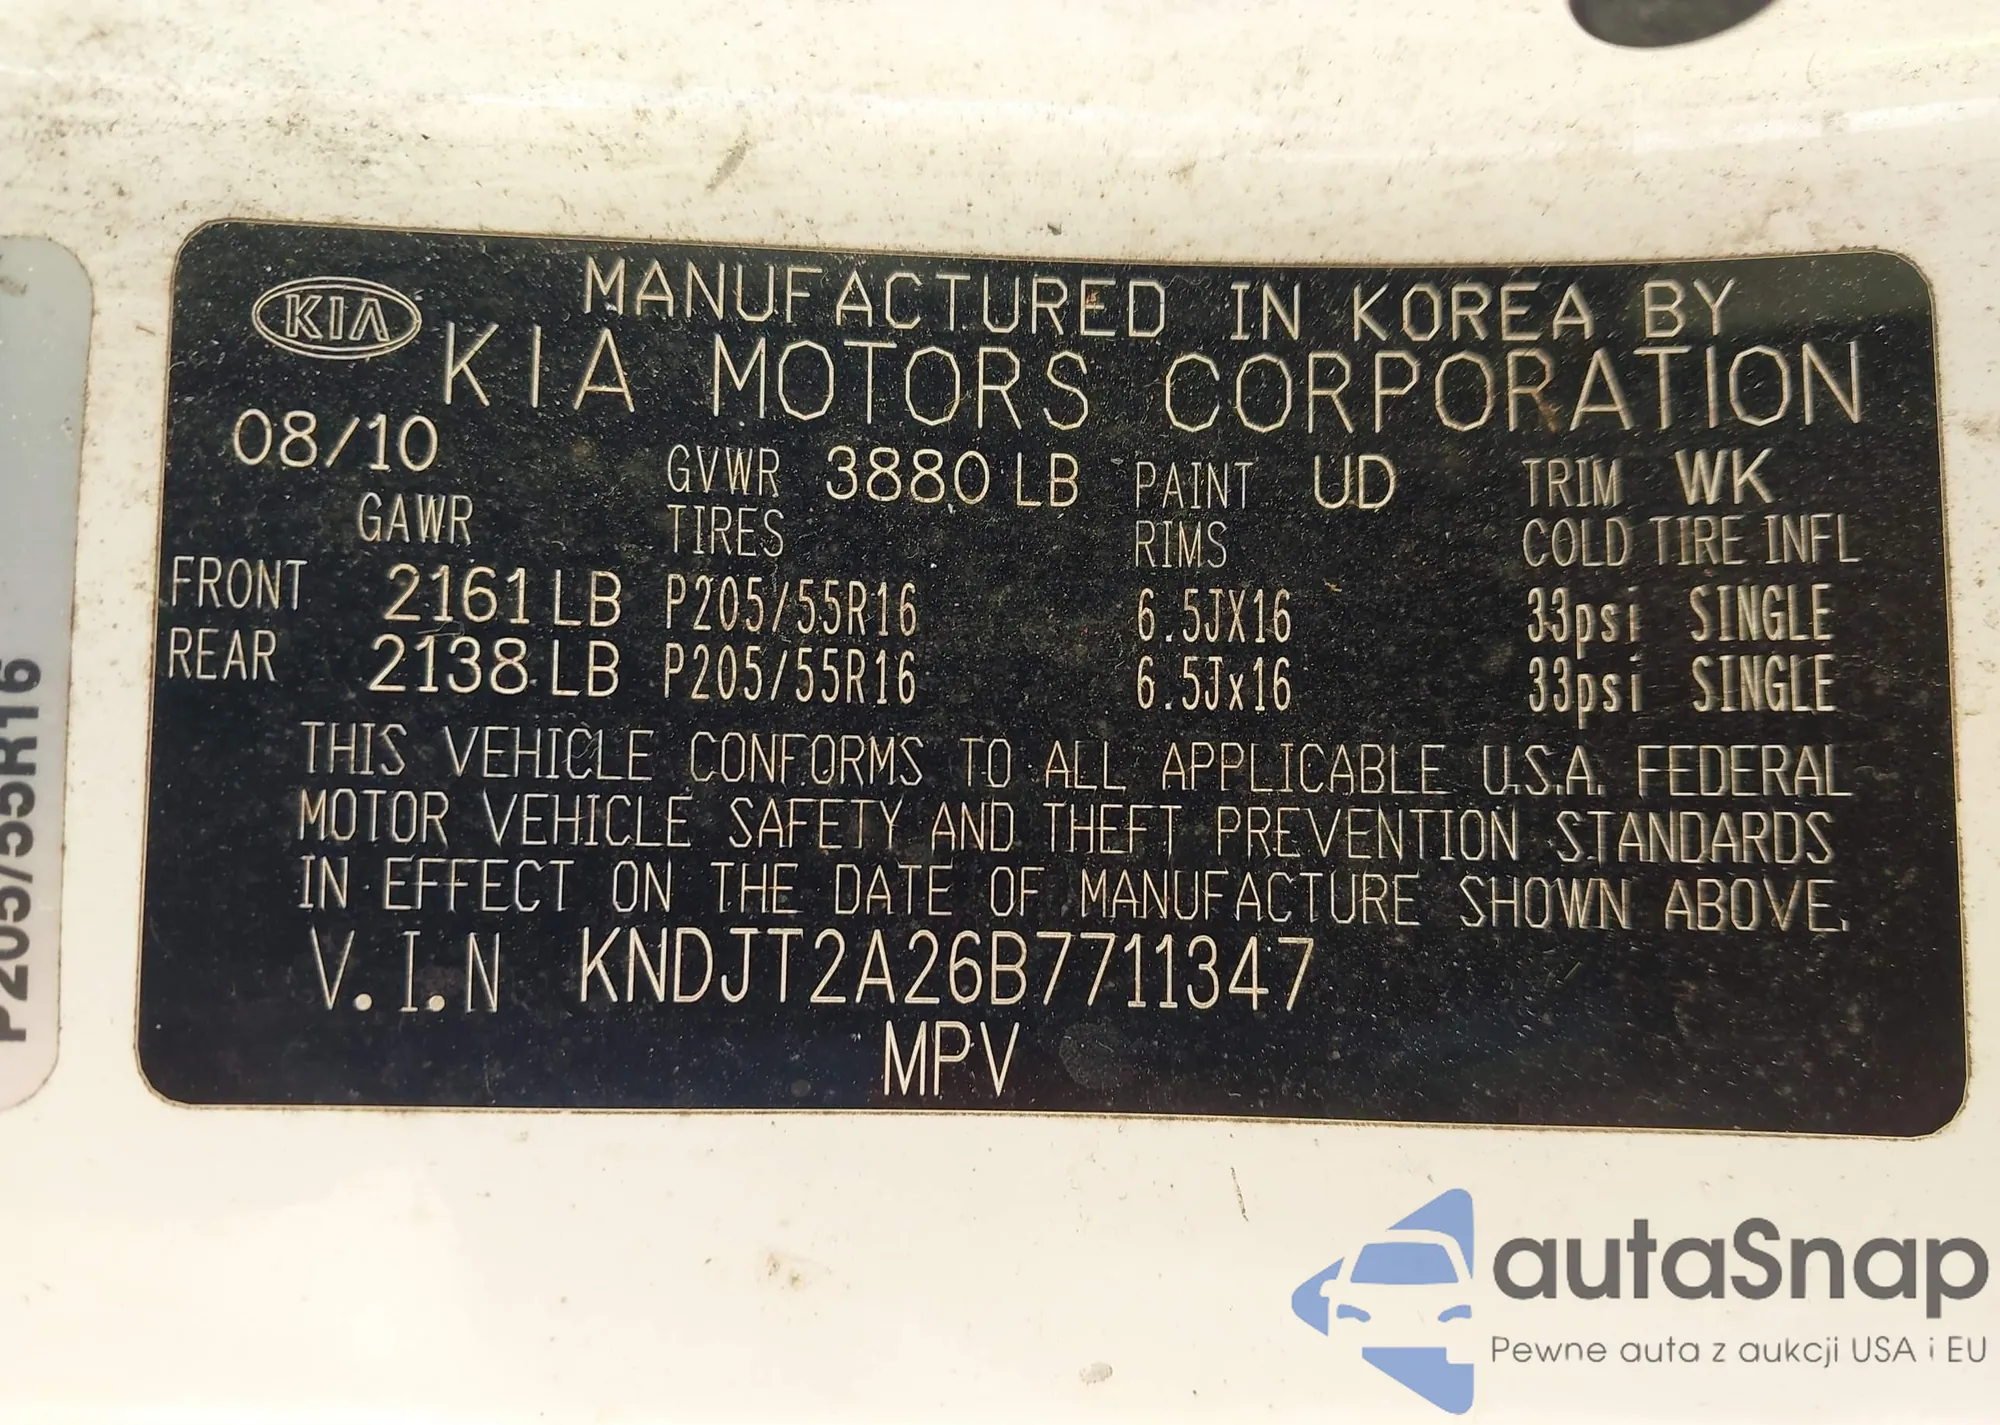 KIA
MANUFACTURED IN KOREA BY
KIA MOTORS CORPORATION
08/10 GVWR 3880 LB PAINT UD TRIM WK
GAWR TIRES RIMS COLD TIRE INFL
FRONT 2161 LB P205/55R16 6.5JX16 33psi SINGLE
REAR 2138 LB P205/55R16 6.5Jx16 33psi SINGLE
THIS VEHICLE CONFORMS TO ALL APPLICABLE U.S.A. FEDERAL
MOTOR VEHICLE SAFETY AND THEFT PREVENTION STANDARDS
IN EFFECT ON THE DATE OF MANUFACTURE SHOWN ABOVE.
V.I.N KNDJT2A26B7711347
MPV
P205/55R16
autaSnap
Pewne auta z aukcji USA i EU